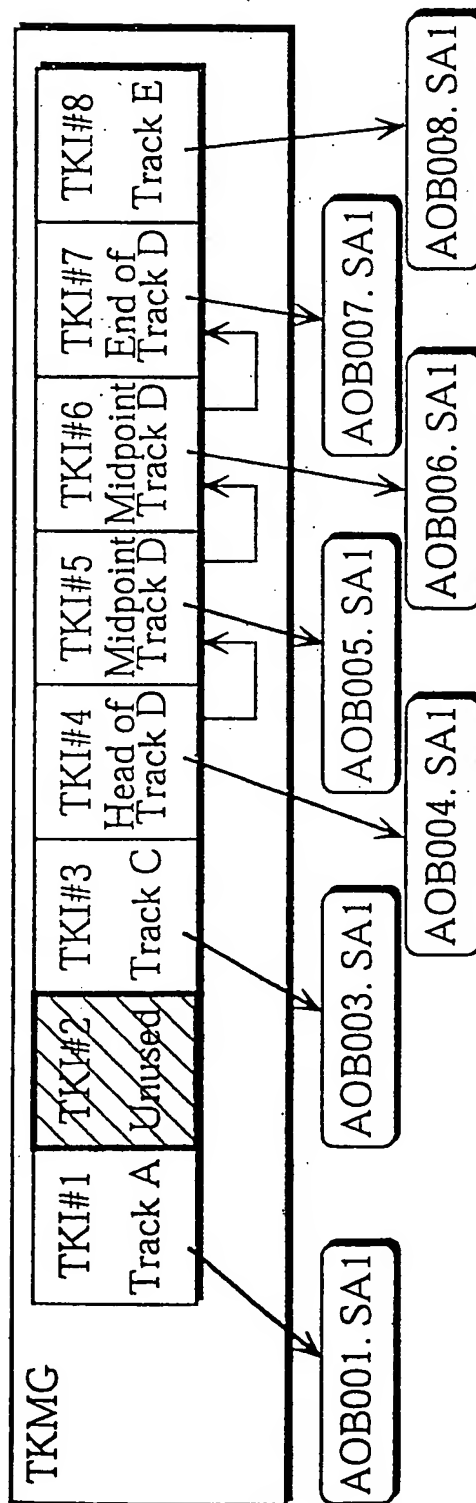 TKMG
TKI#1
Track A
TKI#2
Unused
TKI#3
Track C
TKI#4
Head of
Track D
TKI#5
Midpoint
Track D
TKI#6
Midpoint
Track D
TKI#7
End of
Track D
TKI#8
Track E
AOB001. SA1
AOB003. SA1
AOB004. SA1
AOB005. SA1
AOB006. SA1
AOB007. SA1
AOB008. SA1